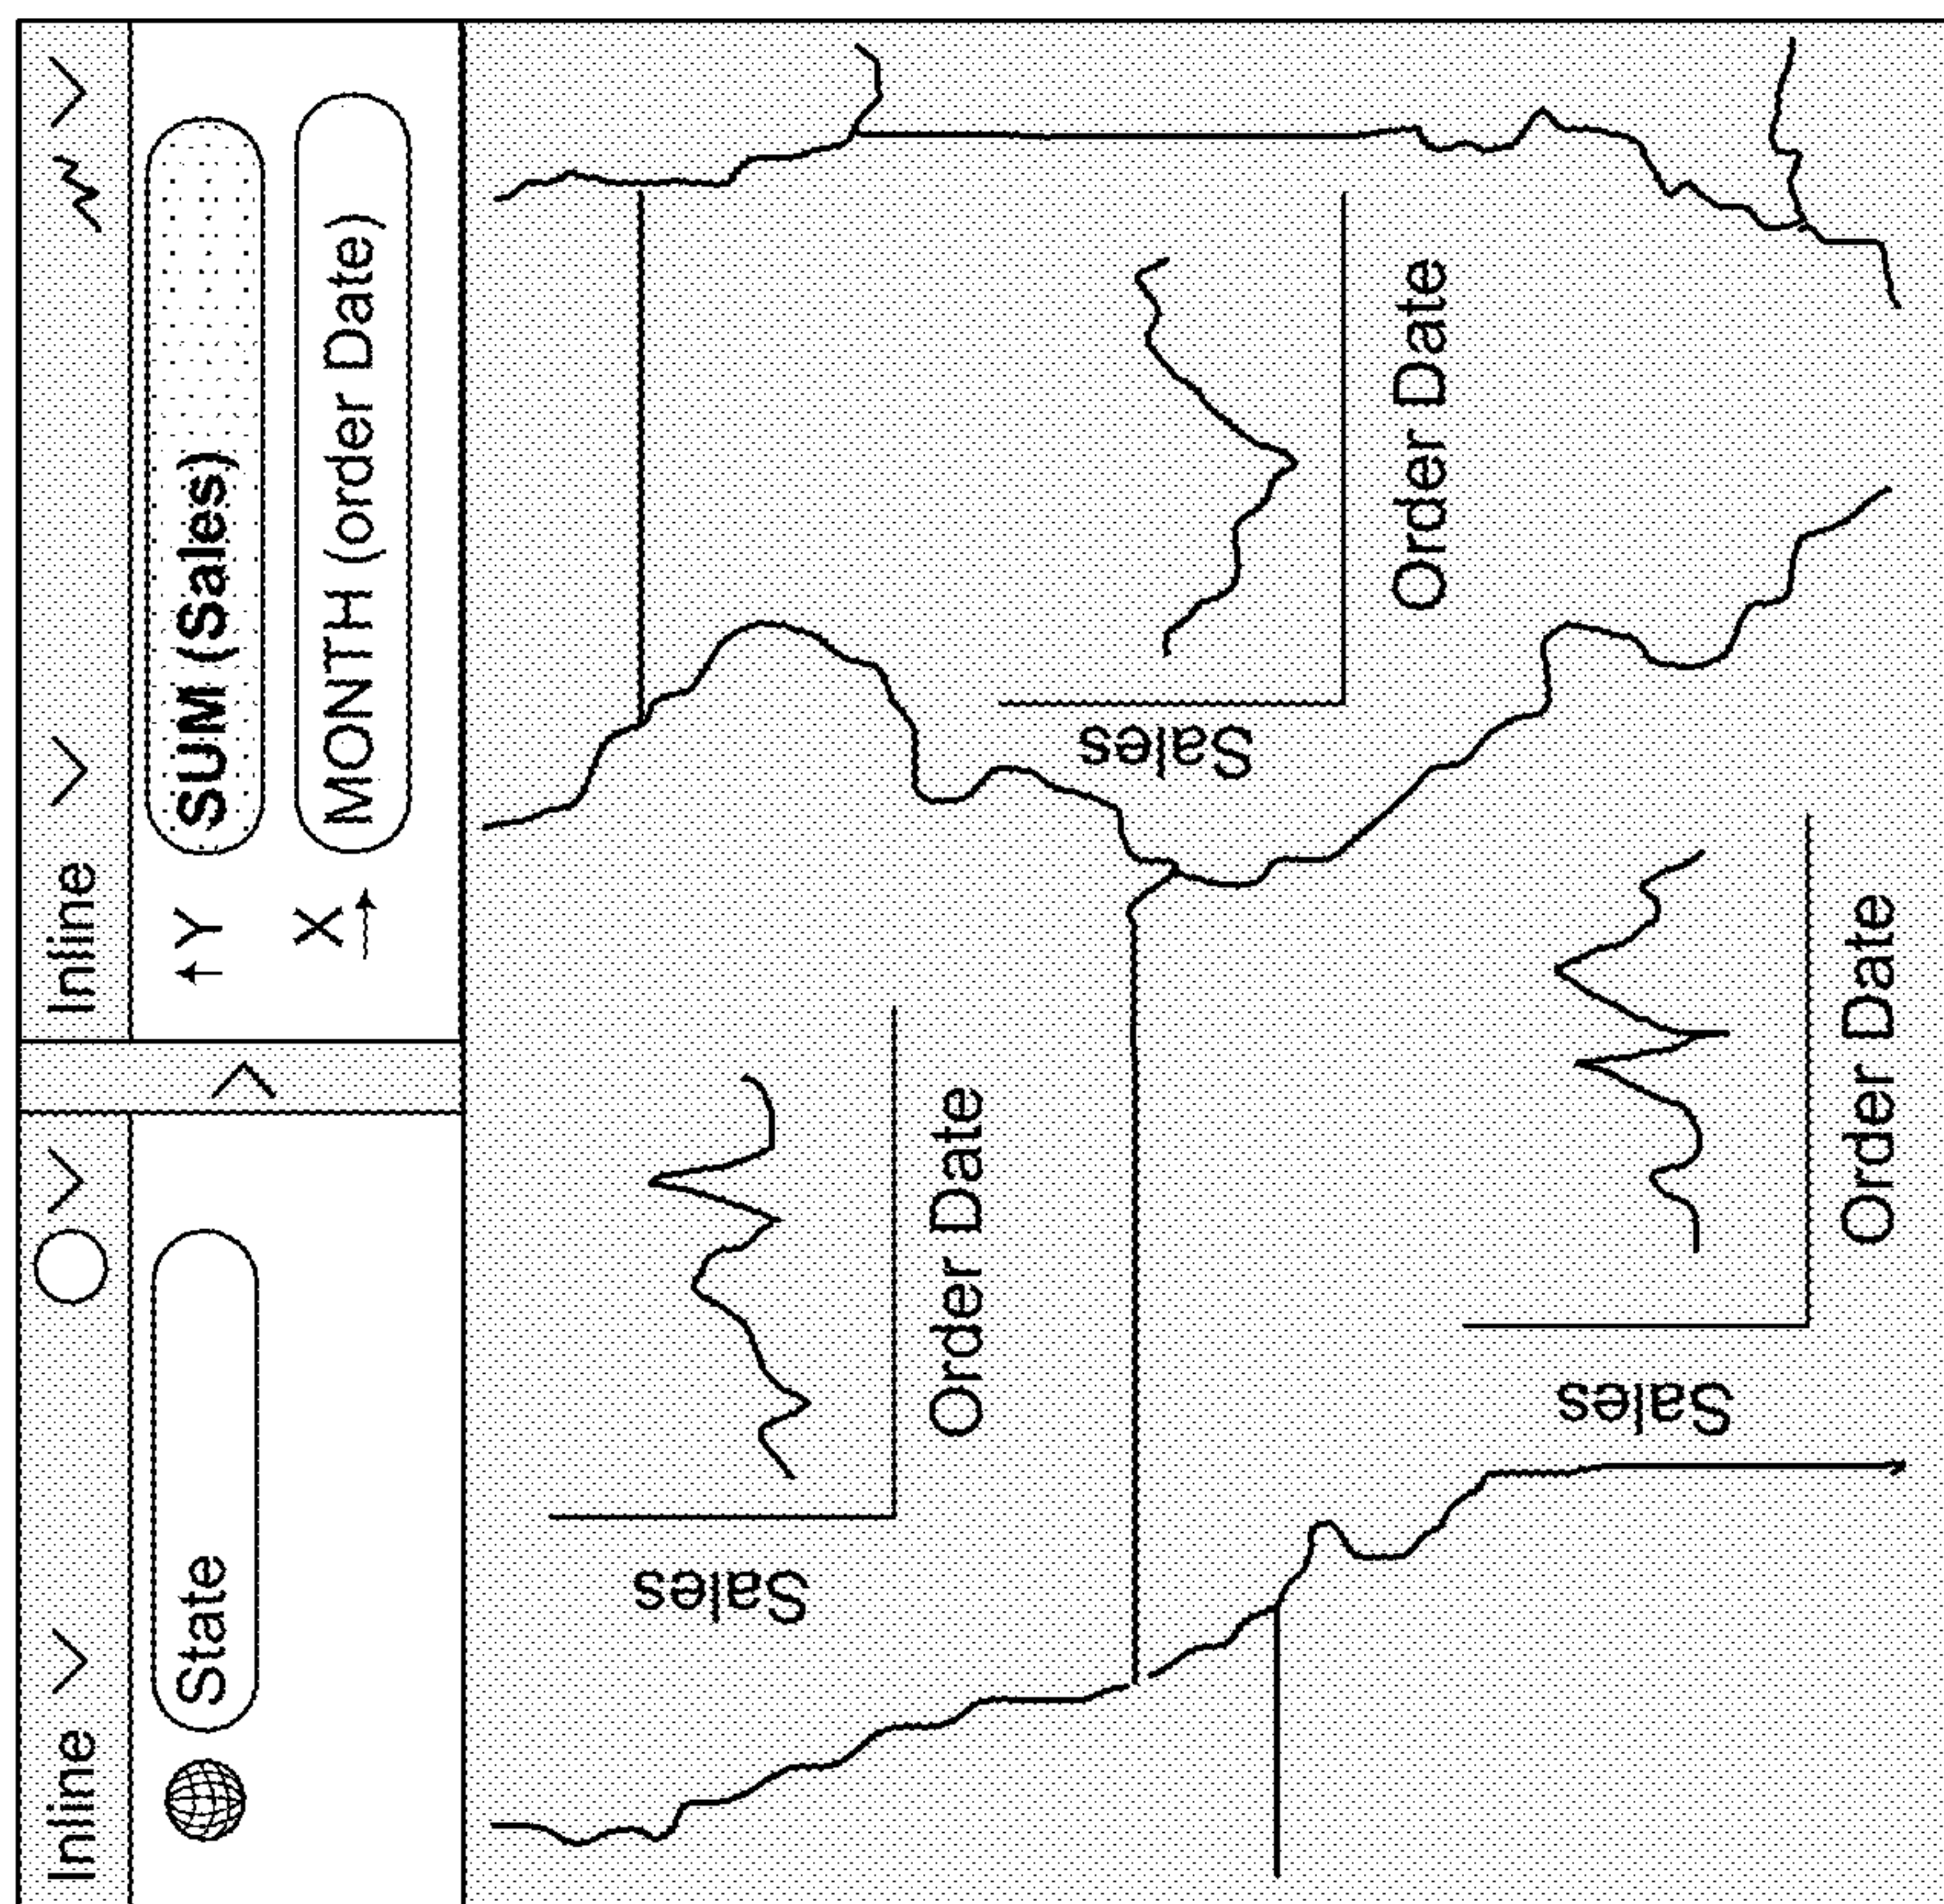 Inline
Inline
State
Y SUM (Sales)
X MONTH (order Date)
Sales
Order Date
Sales
Order Date
Sales
Order Date